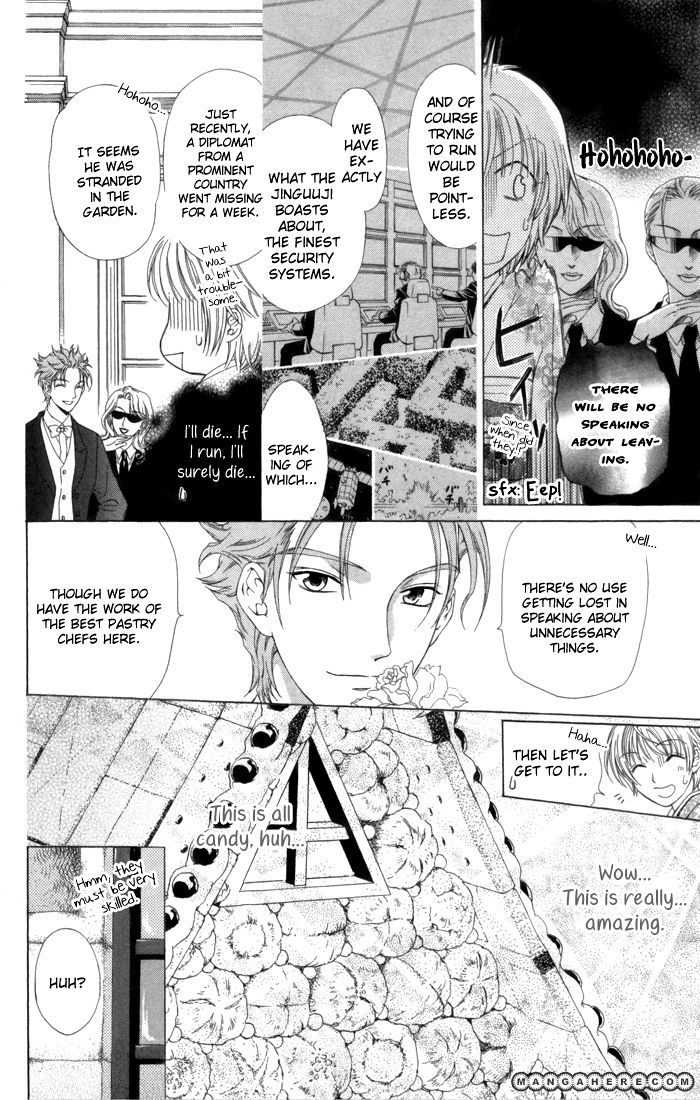 Hohohoho-
THERE
WILL BE NO
SPEAKING
ABOUT LEAV-
ING.
Since
when did
they!?
ヒイッ
sfx: Eep!
AND OF
COURSE
TRYING
TO RUN
WOULD
BE
POINT-
LESS.
WE
HAVE
EX-
ACTLY
WHAT THE
JINGUUJI
BOASTS
ABOUT,
THE FINEST
SECURITY
SYSTEMS.
SPEAK-
ING OF
WHICH...
JUST
RECENTLY,
A DIPLOMAT
FROM A
PROMINENT
COUNTRY
WENT MISSING
FOR A WEEK.
Hohoho...
IT SEEMS
HE WAS
STRANDED
IN THE
GARDEN.
That
was
a bit
trouble-
some.
I'll die... If
I run, I'll
surely die...
Well...
THERE'S NO USE
GETTING LOST IN
SPEAKING ABOUT
UNNECESSARY
THINGS.
THOUGH WE DO
HAVE THE WORK OF
THE BEST PASTRY
CHEFS HERE.
Haha...
THEN LET'S
GET TO IT..
Wow...
This is really...
amazing.
This is all
candy, huh...
Hmm, they
must be very
skilled.
HUH?
MANGAHERE.COM